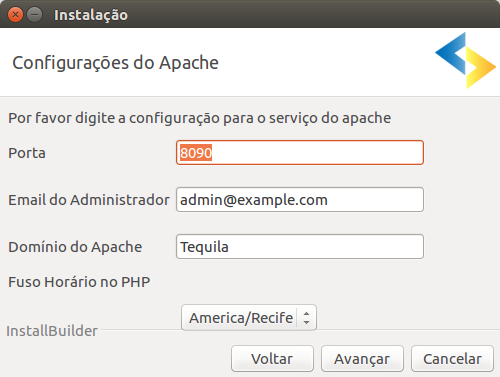 Instalação
Configurações do Apache
Por favor digite a configuração para o serviço do apache
Porta 8090
Email do Administrador admin@example.com
Domínio do Apache Tequila
Fuso Horário no PHP
America/Recife
InstallBuilder
Voltar Avançar Cancelar